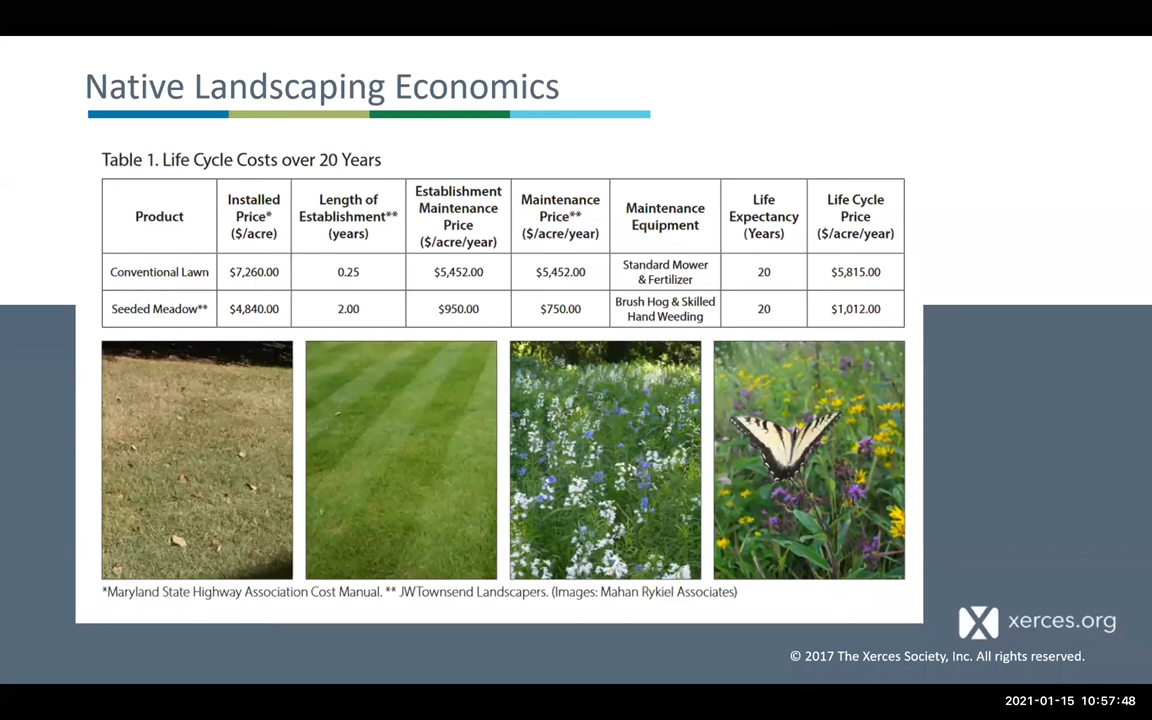 Native Landscaping Economics
Table 1. Life Cycle Costs over 20 Years
Product
Installed
Price*
($/acre)
Length of
Establishment**
(years)
Establishment
Maintenance
Price
($/acre/year)
Maintenance
Price**
($/acre/year)
Maintenance
Equipment
Life
Expectancy
(Years)
Life Cycle
Price
($/acre/year)
Conventional Lawn
$7,260.00
0.25
$5,452.00
$5,452.00
Standard Mower
& Fertilizer
20
$5,815.00
Seeded Meadow**
$4,840.00
2.00
$950.00
$750.00
Brush Hog & Skilled
Hand Weeding
20
$1,012.00
*Maryland State Highway Association Cost Manual. ** JWTownsend Landscapers. (Images: Mahan Rykiel Associates)
xerces.org
© 2017 The Xerces Society, Inc. All rights reserved.
2021-01-15 10:57:48